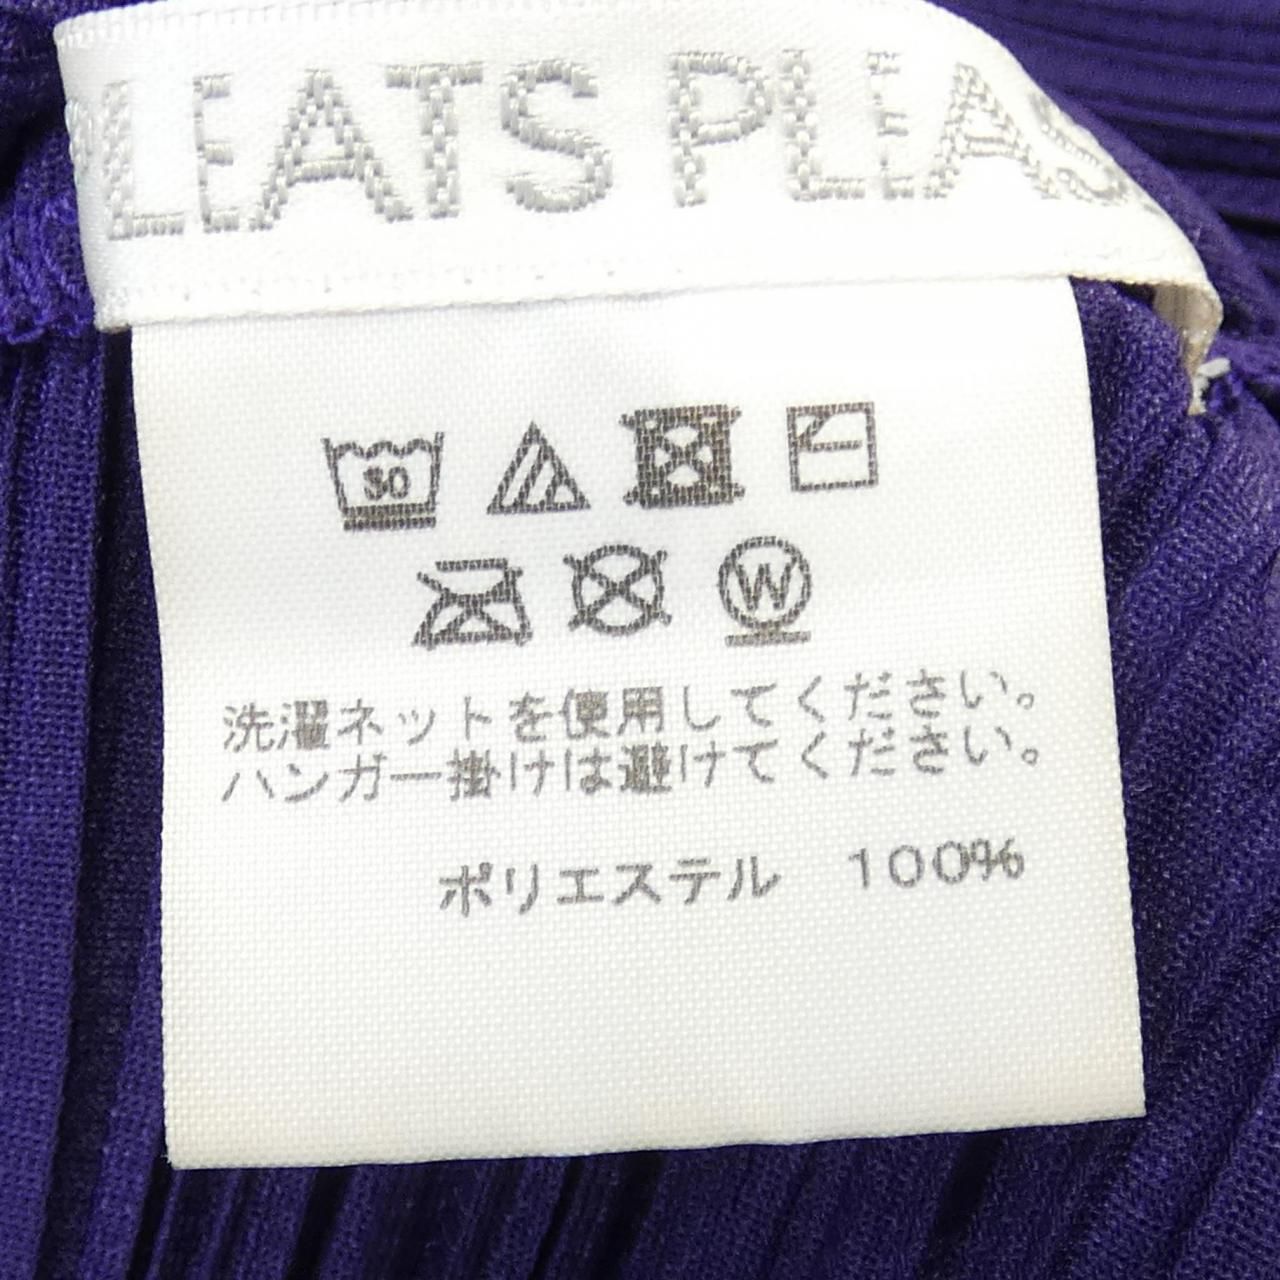 PLEATS PLEAS
30
W
洗濯ネットを使用してください。
ハンガー掛けは避けてください。
ポリエステル 100%